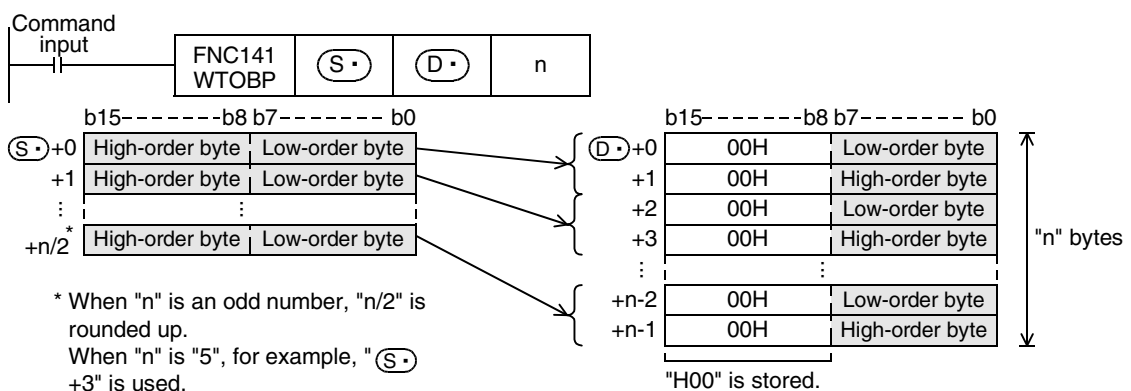 Command
input
FNC141
WTOBP
S・
D・
n
b15-------b8 b7------- b0
S・+0 High-order byte Low-order byte
+1 High-order byte Low-order byte
⋮ ⋮
+n/2* High-order byte Low-order byte
* When "n" is an odd number, "n/2" is
rounded up.
When "n" is "5", for example, "S・
+3" is used.
b15------b8 b7------- b0
D・+0 00H Low-order byte
+1 00H High-order byte
+2 00H Low-order byte
+3 00H High-order byte
⋮ ⋮
+n-2 00H Low-order byte
+n-1 00H High-order byte
"n" bytes
"H00" is stored.